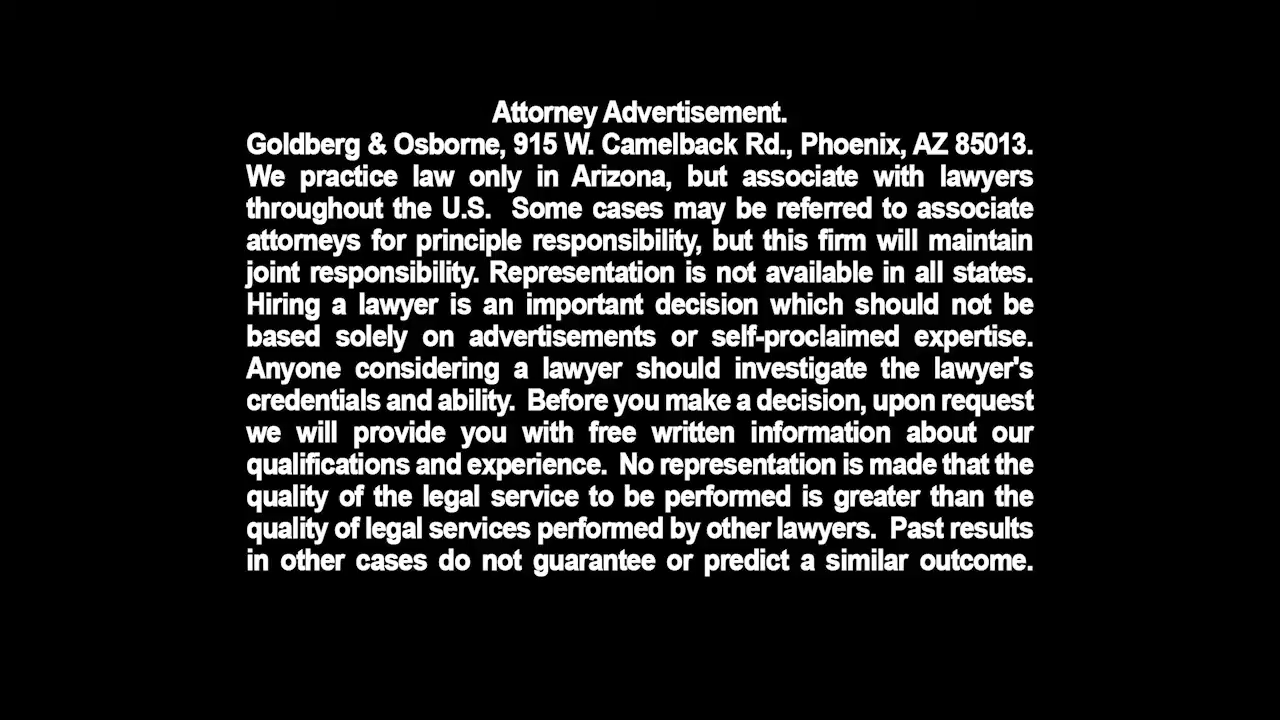 Attorney Advertisement.
Goldberg & Osborne, 915 W. Camelback Rd., Phoenix, AZ 85013.
We practice law only in Arizona, but associate with lawyers
throughout the U.S.  Some cases may be referred to associate
attorneys for principle responsibility, but this firm will maintain
joint responsibility. Representation is not available in all states.
Hiring a lawyer is an important decision which should not be
based solely on advertisements or self-proclaimed expertise.
Anyone considering a lawyer should investigate the lawyer's
credentials and ability.  Before you make a decision, upon request
we will provide you with free written information about our
qualifications and experience.  No representation is made that the
quality of the legal service to be performed is greater than the
quality of legal services performed by other lawyers.  Past results
in other cases do not guarantee or predict a similar outcome.